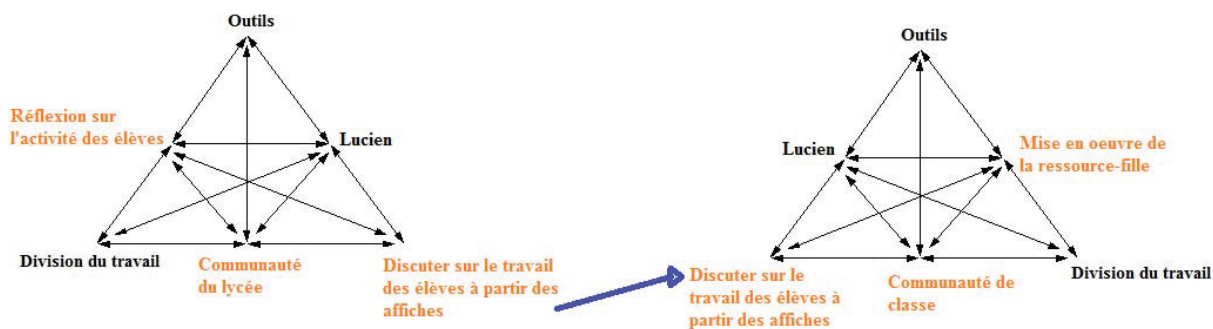 Outils
Réflexion sur
l'activité des élèves
Lucien
Division du travail
Communauté
du lycée
Discuter sur le travail
des élèves à partir des
affiches
Outils
Lucien
Mise en oeuvre de
la ressource-fille
Discuter sur le
travail des élèves à
partir des affiches
Communauté de
classe
Division du travail